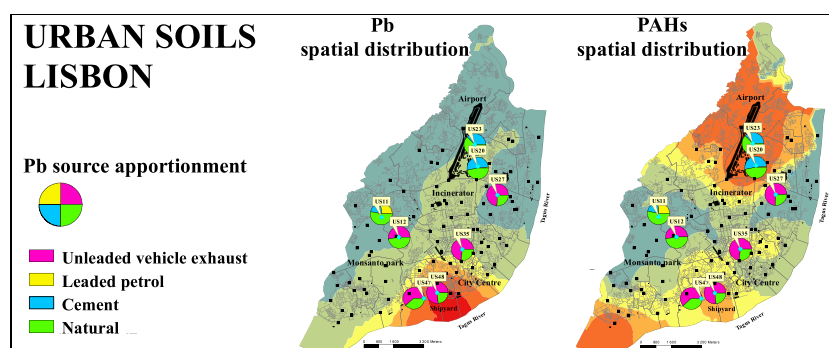 URBAN SOILS
LISBON
Pb source apportionment
Unleaded vehicle exhaust
Leaded petrol
Cement
Natural
Pb
spatial distribution
Airport
US23
US20
Incinerator
US27
US11
US12
US35
Monsanto park
US48
US47
City Centre
Shipyard
Tagus River
Tagus River
PAHs
spatial distribution
Airport
US23
US20
Incinerator
US27
US11
US12
US35
Monsanto park
US48
US47
City Centre
Shipyard
Tagus River
Tagus River